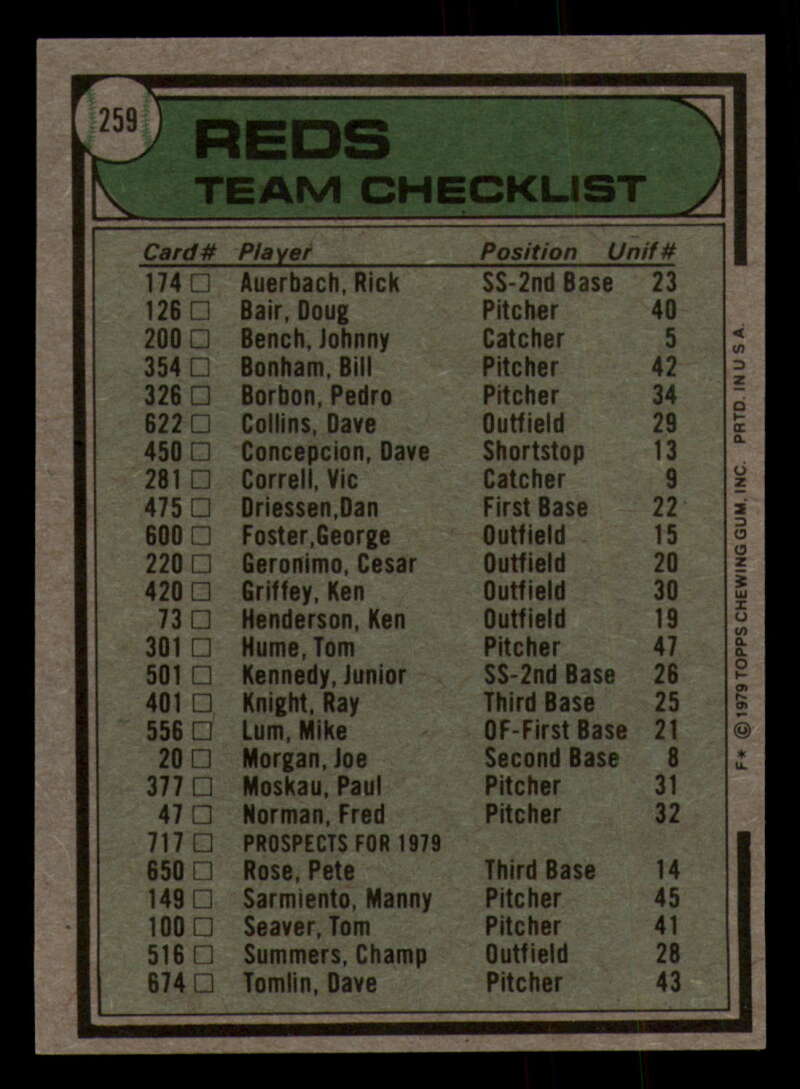 259
REDS
TEAM CHECKLIST
Card# Player Position Unif#
174 □ Auerbach, Rick SS-2nd Base 23
126 □ Bair, Doug Pitcher 40
200 □ Bench, Johnny Catcher 5
354 □ Bonham, Bill Pitcher 42
326 □ Borbon, Pedro Pitcher 34
622 □ Collins, Dave Outfield 29
450 □ Concepcion, Dave Shortstop 13
281 □ Correll, Vic Catcher 9
475 □ Driessen,Dan First Base 22
600 □ Foster,George Outfield 15
220 □ Geronimo, Cesar Outfield 20
420 □ Griffey, Ken Outfield 30
73 □ Henderson, Ken Outfield 19
301 □ Hume, Tom Pitcher 47
501 □ Kennedy, Junior SS-2nd Base 26
401 □ Knight, Ray Third Base 25
556 □ Lum, Mike OF-First Base 21
20 □ Morgan, Joe Second Base 8
377 □ Moskau, Paul Pitcher 31
47 □ Norman, Fred Pitcher 32
717 □ PROSPECTS FOR 1979
650 □ Rose, Pete Third Base 14
149 □ Sarmiento, Manny Pitcher 45
100 □ Seaver, Tom Pitcher 41
516 □ Summers, Champ Outfield 28
674 □ Tomlin, Dave Pitcher 43
F* © 1979 TOPPS CHEWING GUM, INC. PRTD. IN U.S.A.